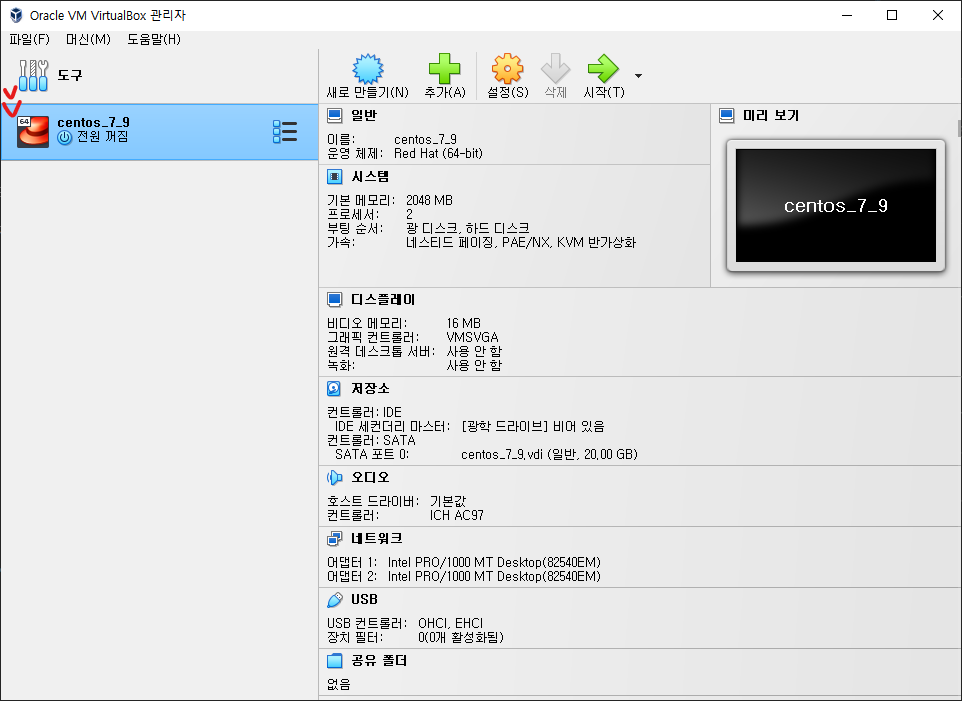 Oracle VM VirtualBox 관리자
파일(F) 머신(M) 도움말(H)
도구
새로 만들기(N) 추가(A) 설정(S) 삭제 시작(T)
64
centos_7_9
전원 꺼짐
일반
이름: centos_7_9
운영 체제: Red Hat (64-bit)
미리 보기
centos_7_9
시스템
기본 메모리: 2048 MB
프로세서: 2
부팅 순서: 광 디스크, 하드 디스크
가속: 네스티드 페이징, PAE/NX, KVM 반가상화
디스플레이
비디오 메모리: 16 MB
그래픽 컨트롤러: VMSVGA
원격 데스크톱 서버: 사용 안 함
녹화: 사용 안 함
저장소
컨트롤러: IDE
IDE 세컨더리 마스터: [광학 드라이브] 비어 있음
컨트롤러: SATA
SATA 포트 0: centos_7_9.vdi (일반, 20.00 GB)
오디오
호스트 드라이버: 기본값
컨트롤러: ICH AC97
네트워크
어댑터 1: Intel PRO/1000 MT Desktop(82540EM)
어댑터 2: Intel PRO/1000 MT Desktop(82540EM)
USB
USB 컨트롤러: OHCI, EHCI
장치 필터: 0(0개 활성화됨)
공유 폴더
없음